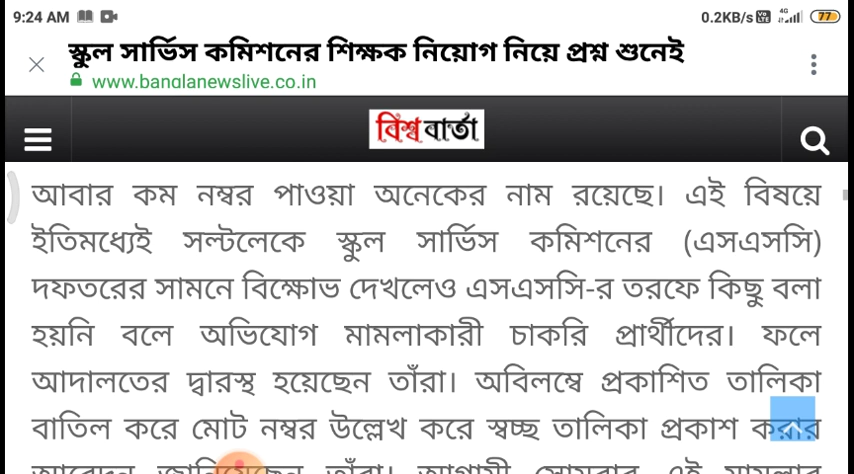 9:24 AM
0.2KB/s 4G 77
স্কুল সার্ভিস কমিশনের শিক্ষক নিয়োগ নিয়ে প্রশ্ন শুনেই
www.banglanewslive.co.in
বিশ্ব বার্তা
আবার কম নম্বর পাওয়া অনেকের নাম রয়েছে। এই বিষয়ে
ইতিমধ্যেই সল্টলেকে স্কুল সার্ভিস কমিশনের (এসএসসি)
দফতরের সামনে বিক্ষোভ দেখলেও এসএসসি-র তরফে কিছু বলা
হয়নি বলে অভিযোগ মামলাকারী চাকরি প্রার্থীদের। ফলে
আদালতের দ্বারস্থ হয়েছেন তাঁরা। অবিলম্বে প্রকাশিত তালিকা
বাতিল করে মোট নম্বর উল্লেখ করে স্বচ্ছ তালিকা প্রকাশ করার